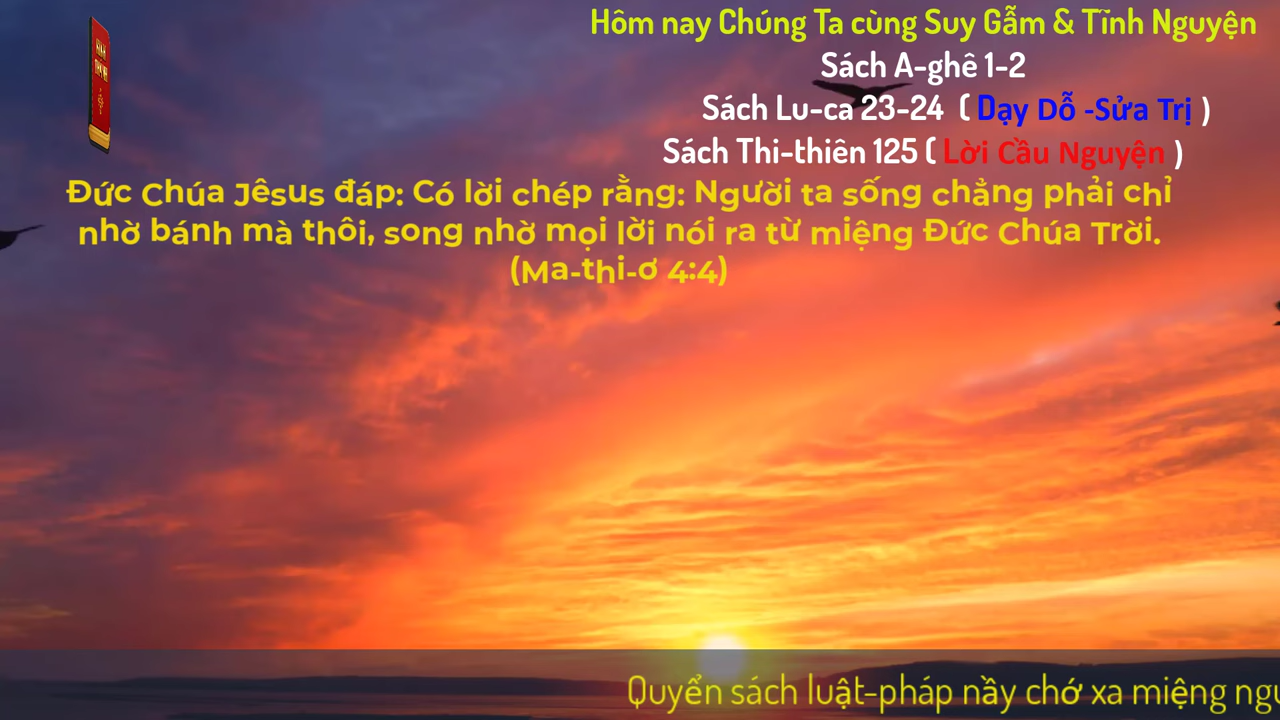 Hôm nay Chúng Ta cùng Suy Gẫm & Tĩnh Nguyện
Sách A-ghê 1-2
Sách Lu-ca 23-24 ( Dạy Dỗ -Sửa Trị )
Sách Thi-thiên 125 ( Lời Cầu Nguyện )
Đức Chúa Jêsus đáp: Có lời chép rằng: Người ta sống chẳng phải chỉ
nhờ bánh mà thôi, song nhờ mọi lời nói ra từ miệng Đức Chúa Trời.
(Ma-thi-ơ 4:4)
Quyển sách luật-pháp nầy chớ xa miệng